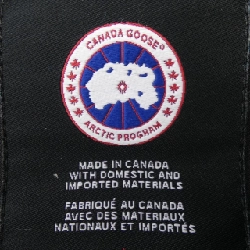 CANADA GOOSE®
ARCTIC PROGRAM
MADE IN CANADA
WITH DOMESTIC AND
IMPORTED MATERIALS
FABRIQUÉ AU CANADA
AVEC DES MATERIAUX
NATIONAUX ET IMPORTÉS